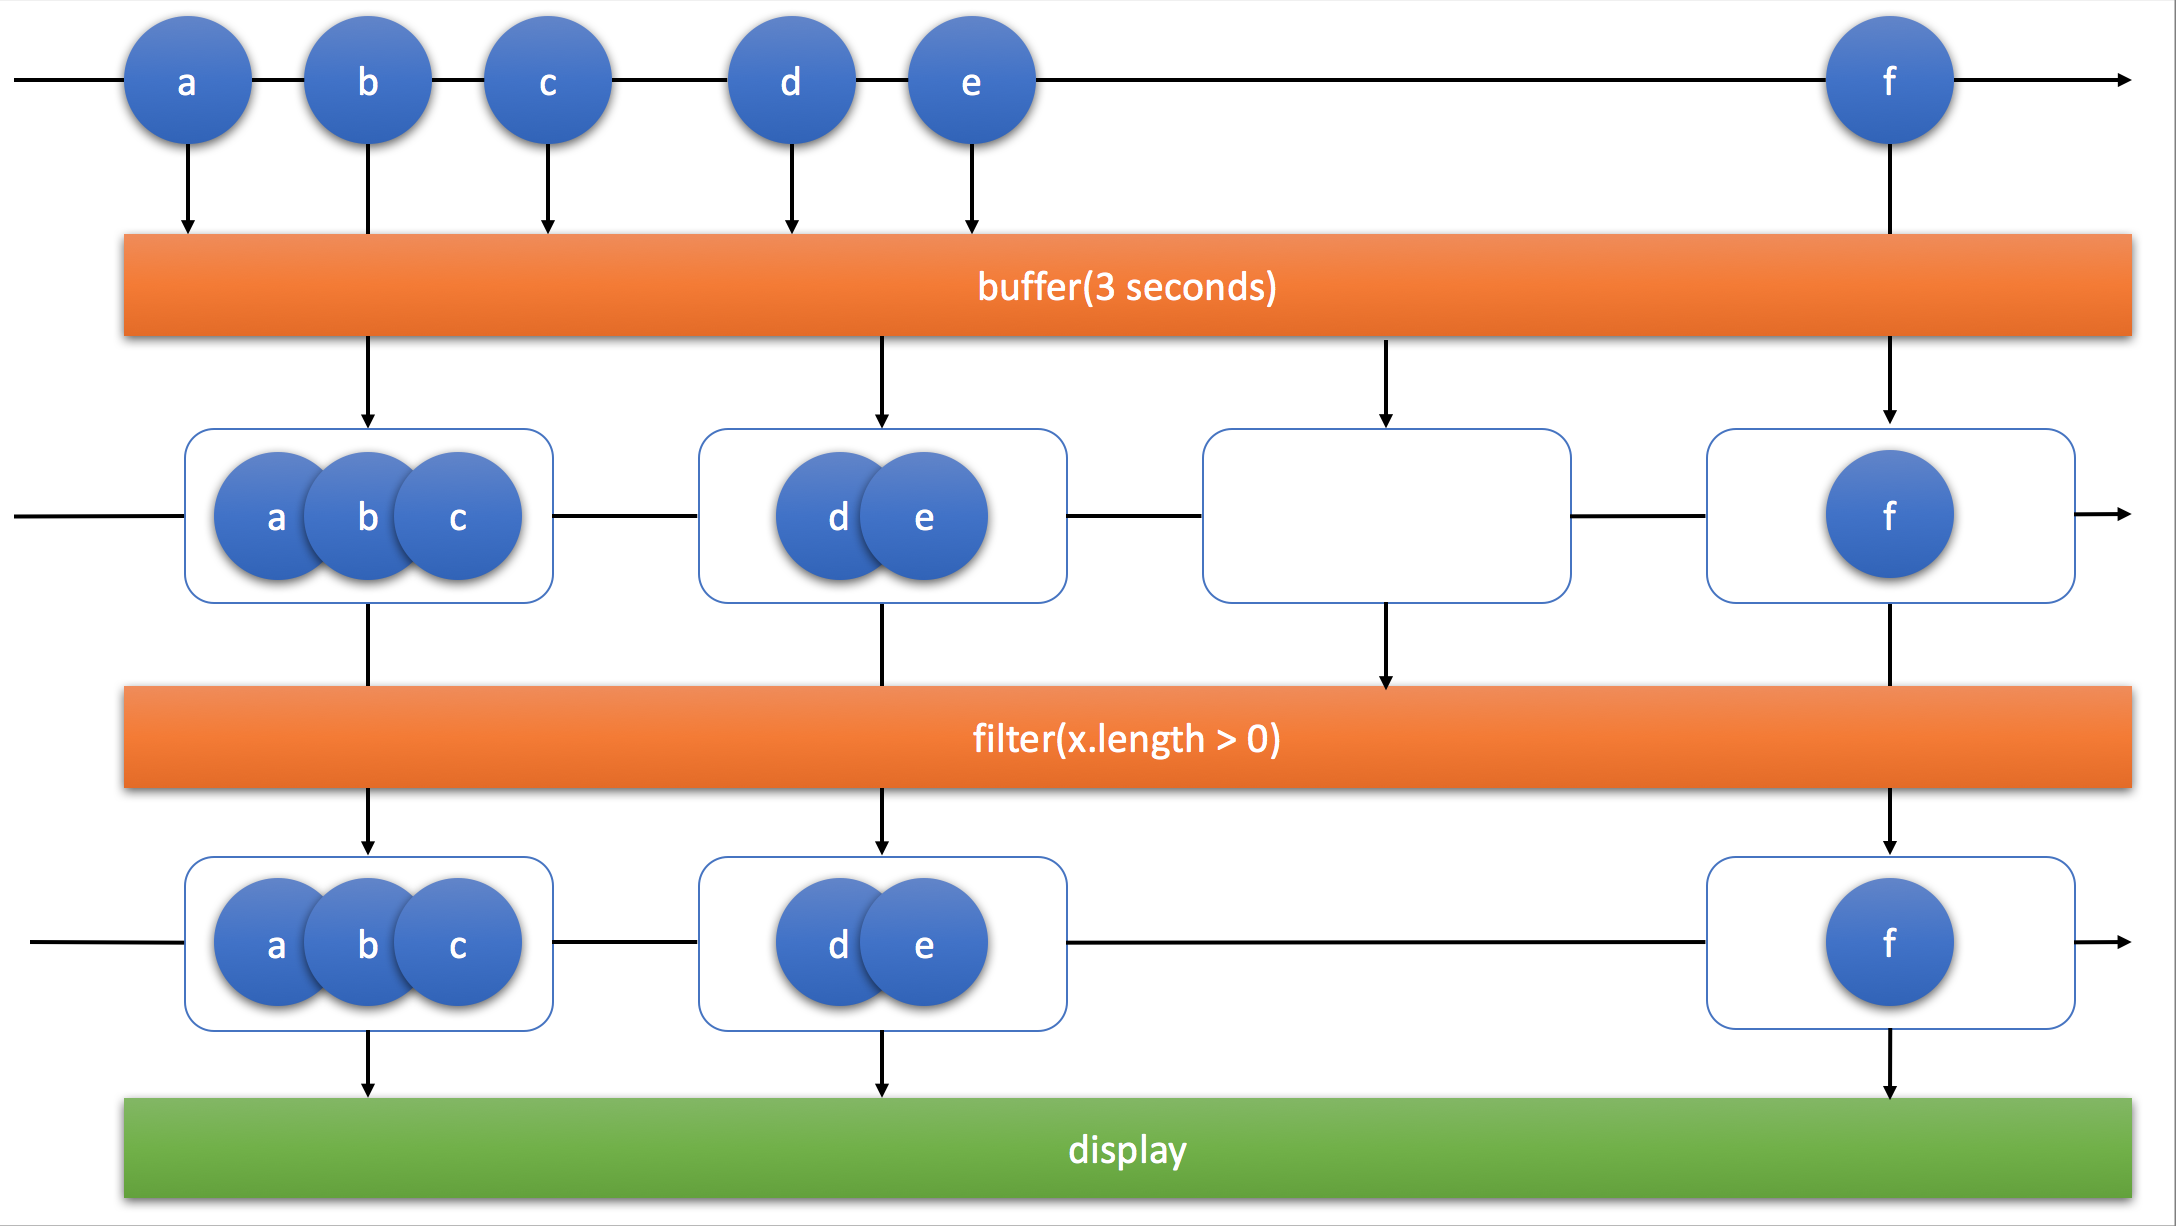 a b c d e f
buffer(3 seconds)
a b c d e f
filter(x.length > 0)
a b c d e f
display